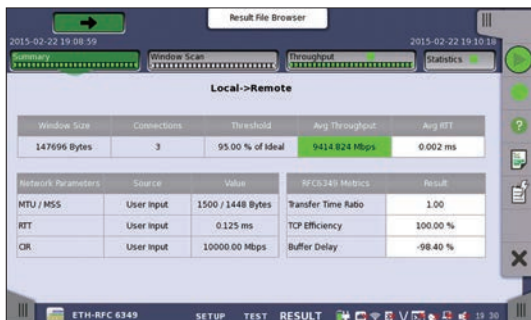 Result File Browser
2015-02-22 19:08:59
2015-02-22 19:10:18
Summary
Window Scan
Throughput
Statistics
Local->Remote
Window Size Connections Threshold Avg Throughput Avg RTT
147696 Bytes 3 95.00 % of Ideal 9414.824 Mbps 0.002 ms
Network Parameters Source Value
MTU / MSS User Input 1500 / 1448 Bytes
RTT User Input 0.125 ms
CIR User Input 10000.00 Mbps
RFC6349 Metrics Result
Transfer Time Ratio 1.00
TCP Efficiency 100.00 %
Buffer Delay -98.40 %
ETH-RFC 6349 SETUP TEST RESULT 19 30